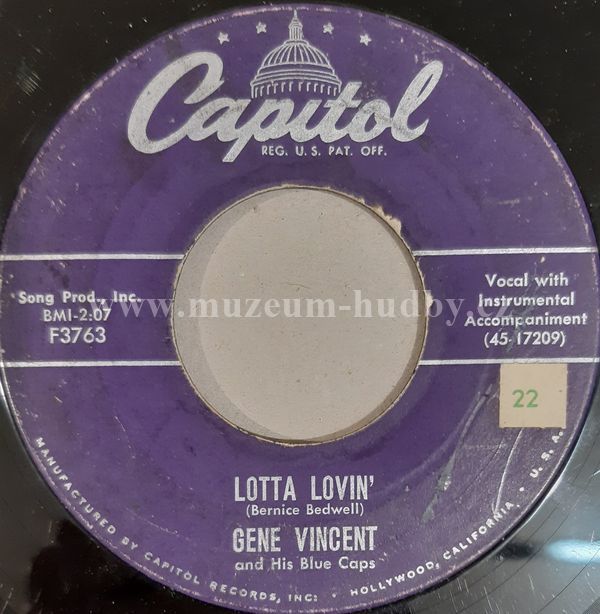 Capitol
REG. U. S. PAT. OFF.
Song Prod., Inc.
BMI-2:07
F3763
Vocal with
Instrumental
Accompaniment
(45-17209)
www.muzeum-hudby.cz
22
LOTTA LOVIN'
(Bernice Bedwell)
GENE VINCENT
and His Blue Caps
MANUFACTURED BY CAPITOL RECORDS, INC. • HOLLYWOOD, CALIFORNIA • U. S. A.